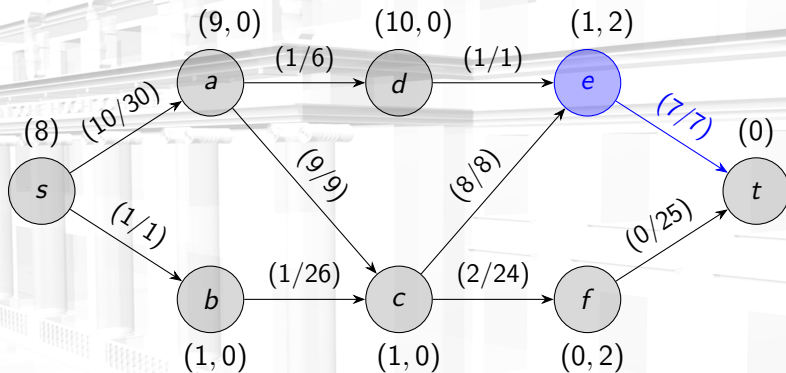 (9, 0)
(10, 0)
(1, 2)
a
(1/6)
d
(1/1)
e
(8)
(10/30)
(7/7)
(0)
s
(9/9)
(8/8)
t
(1/1)
(0/25)
b
(1/26)
c
(2/24)
f
(1, 0)
(1, 0)
(0, 2)